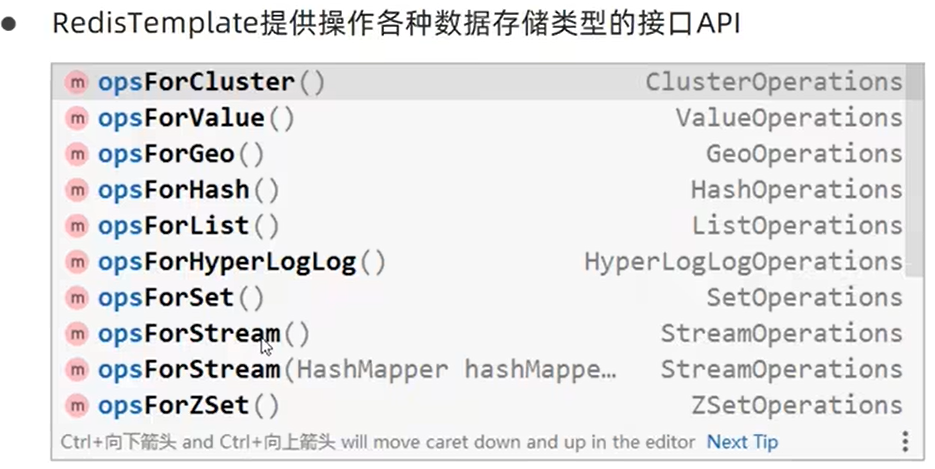 ● RedisTemplate提供操作各种数据存储类型的接口API
m opsForCluster() ClusterOperations
m opsForValue() ValueOperations
m opsForGeo() GeoOperations
m opsForHash() HashOperations
m opsForList() ListOperations
m opsForHyperLogLog() HyperLogLogOperations
m opsForSet() SetOperations
m opsForStream() StreamOperations
m opsForStream(HashMapper hashMappe… StreamOperations
m opsForZSet() ZSetOperations
Ctrl+向下箭头 and Ctrl+向上箭头 will move caret down and up in the editor Next Tip